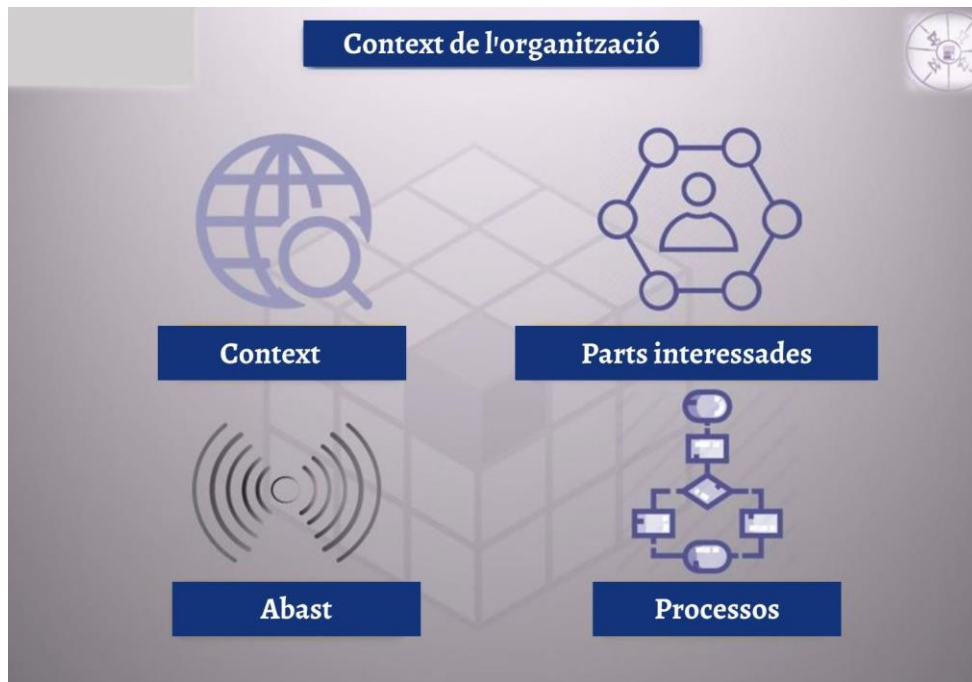 Context de l'organització
Context
Parts interessades
Abast
Processos